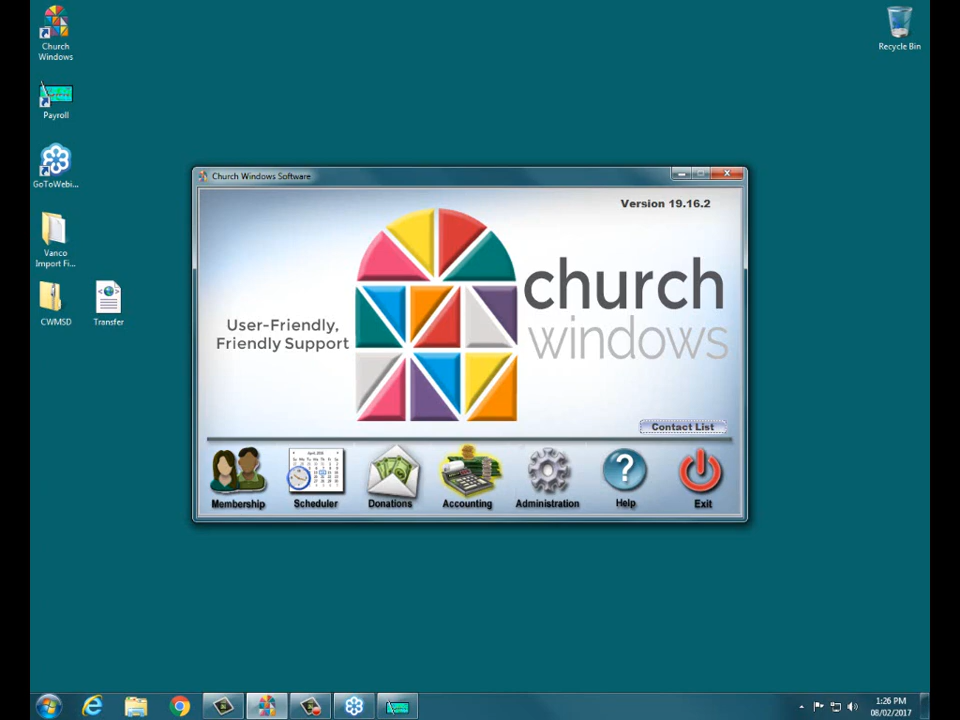 Church
Windows
Recycle Bin
Payroll
GoToWebi...
Vanco
Import Fi...
CWMSD
Transfer
Church Windows Software
Version 19.16.2
User-Friendly,
Friendly Support
church
windows
Contact List
Membership
Scheduler
Donations
Accounting
Administration
Help
Exit
1:26 PM
08/02/2017